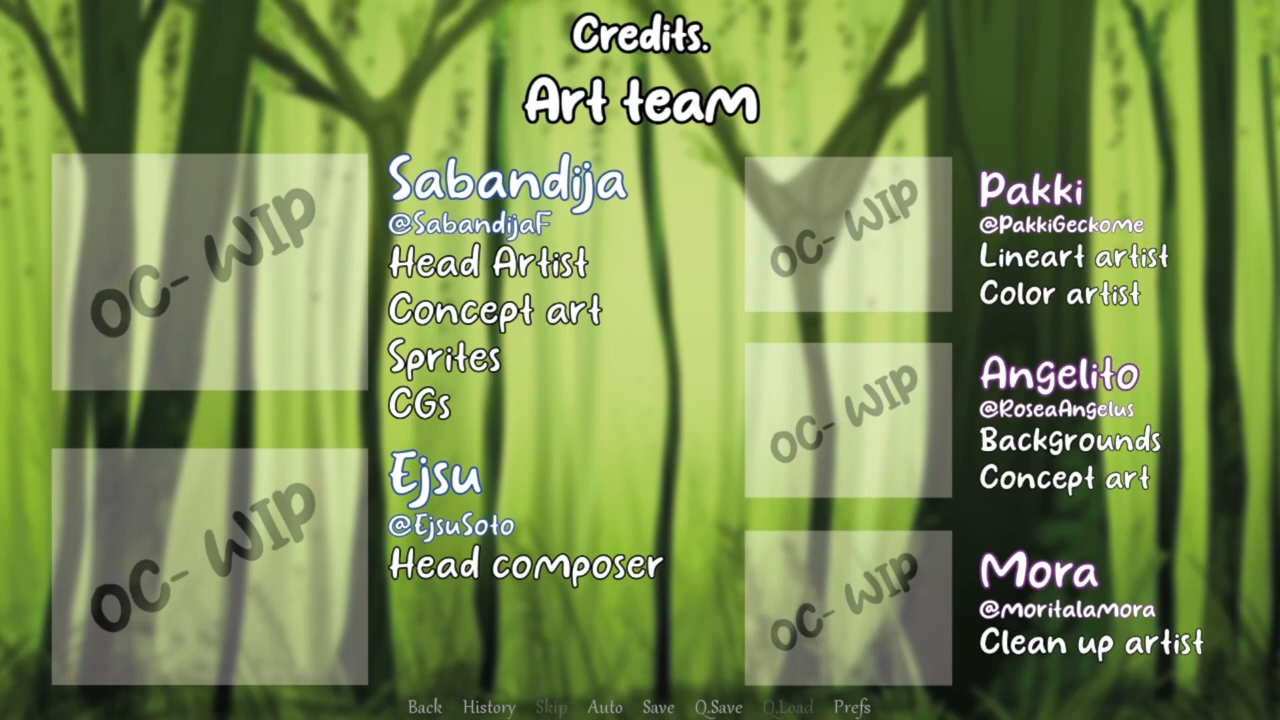 Credits.
Art team
OC- WIP
Sabandija
@SabandijaF
Head Artist
Concept art
Sprites
CGs
OC- WIP
Ejsu
@EjsuSoto
Head composer
OC- WIP
Pakki
@PakkiGeckome
Lineart artist
Color artist
OC- WIP
Angelito
@RoseaAngelus
Backgrounds
Concept art
OC- WIP
Mora
@moritalamora
Clean up artist
Back History Skip Auto Save Q.Save Q.Load Prefs